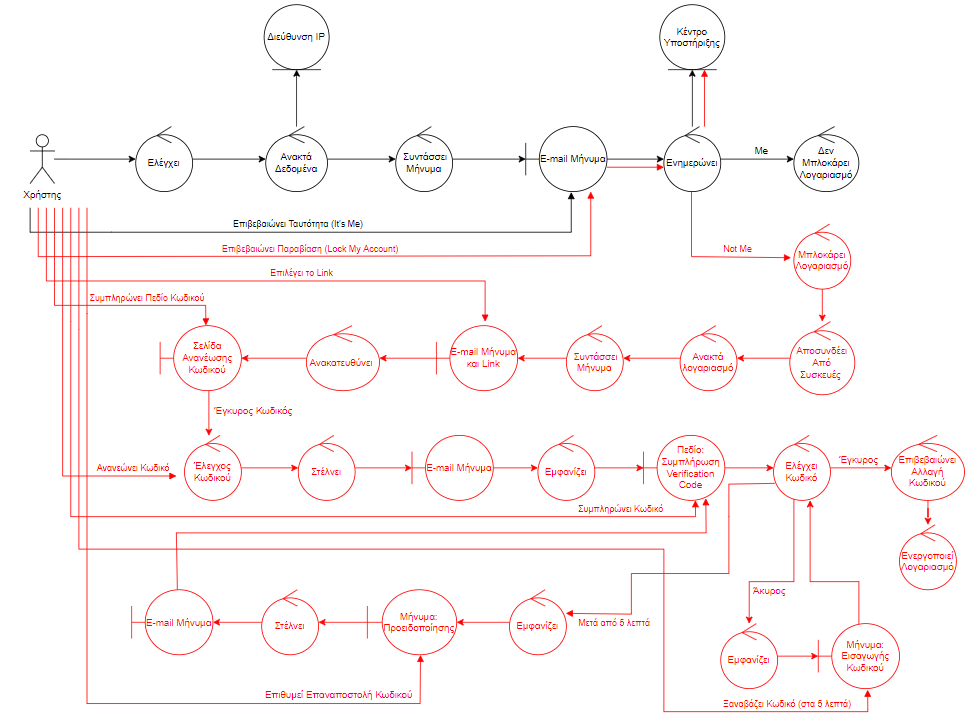 Διεύθυνση IP
Κέντρο
Υποστήριξης
Χρήστης
Ελέγχει
Ανακτά
Δεδομένα
Συντάσσει
Μήνυμα
E-mail Μήνυμα
Ενημερώνει
Me
Δεν
Μπλοκάρει
Λογαριασμό
Επιβεβαιώνει Ταυτότητα (It's Me)
Επιβεβαιώνει Παραβίαση (Lock My Account)
Not Me
Μπλοκάρει
Λογαριασμό
Επιλέγει το Link
Συμπληρώνει Πεδίο Κωδικού
Σελίδα
Ανανέωσης
Κωδικού
Ανακατευθύνει
E-mail Μήνυμα
και Link
Συντάσσει
Μήνυμα
Ανακτά
λογαριασμό
Αποσυνδέει
Από
Συσκευές
Έγκυρος Κωδικός
Ανανεώνει Κωδικό
Έλεγχος
Κωδικού
Στέλνει
E-mail Μήνυμα
Εμφανίζει
Πεδίο:
Συμπλήρωση
Verification
Code
Ελέγχει
Κωδικό
Έγκυρος
Επιβεβαιώνει
Αλλαγή
Κωδικού
Συμπληρώνει Κωδικό
Ενεργοποιεί
Λογαριασμό
Άκυρος
E-mail Μήνυμα
Στέλνει
Μήνυμα:
Προειδοποίησης
Εμφανίζει
Μετά από 5 λεπτά
Εμφανίζει
Μήνυμα:
Εισαγωγής
Κωδικού
Επιθυμεί Επαναποστολή Κωδικού
Ξαναβάζει Κωδικό (στα 5 λεπτά)